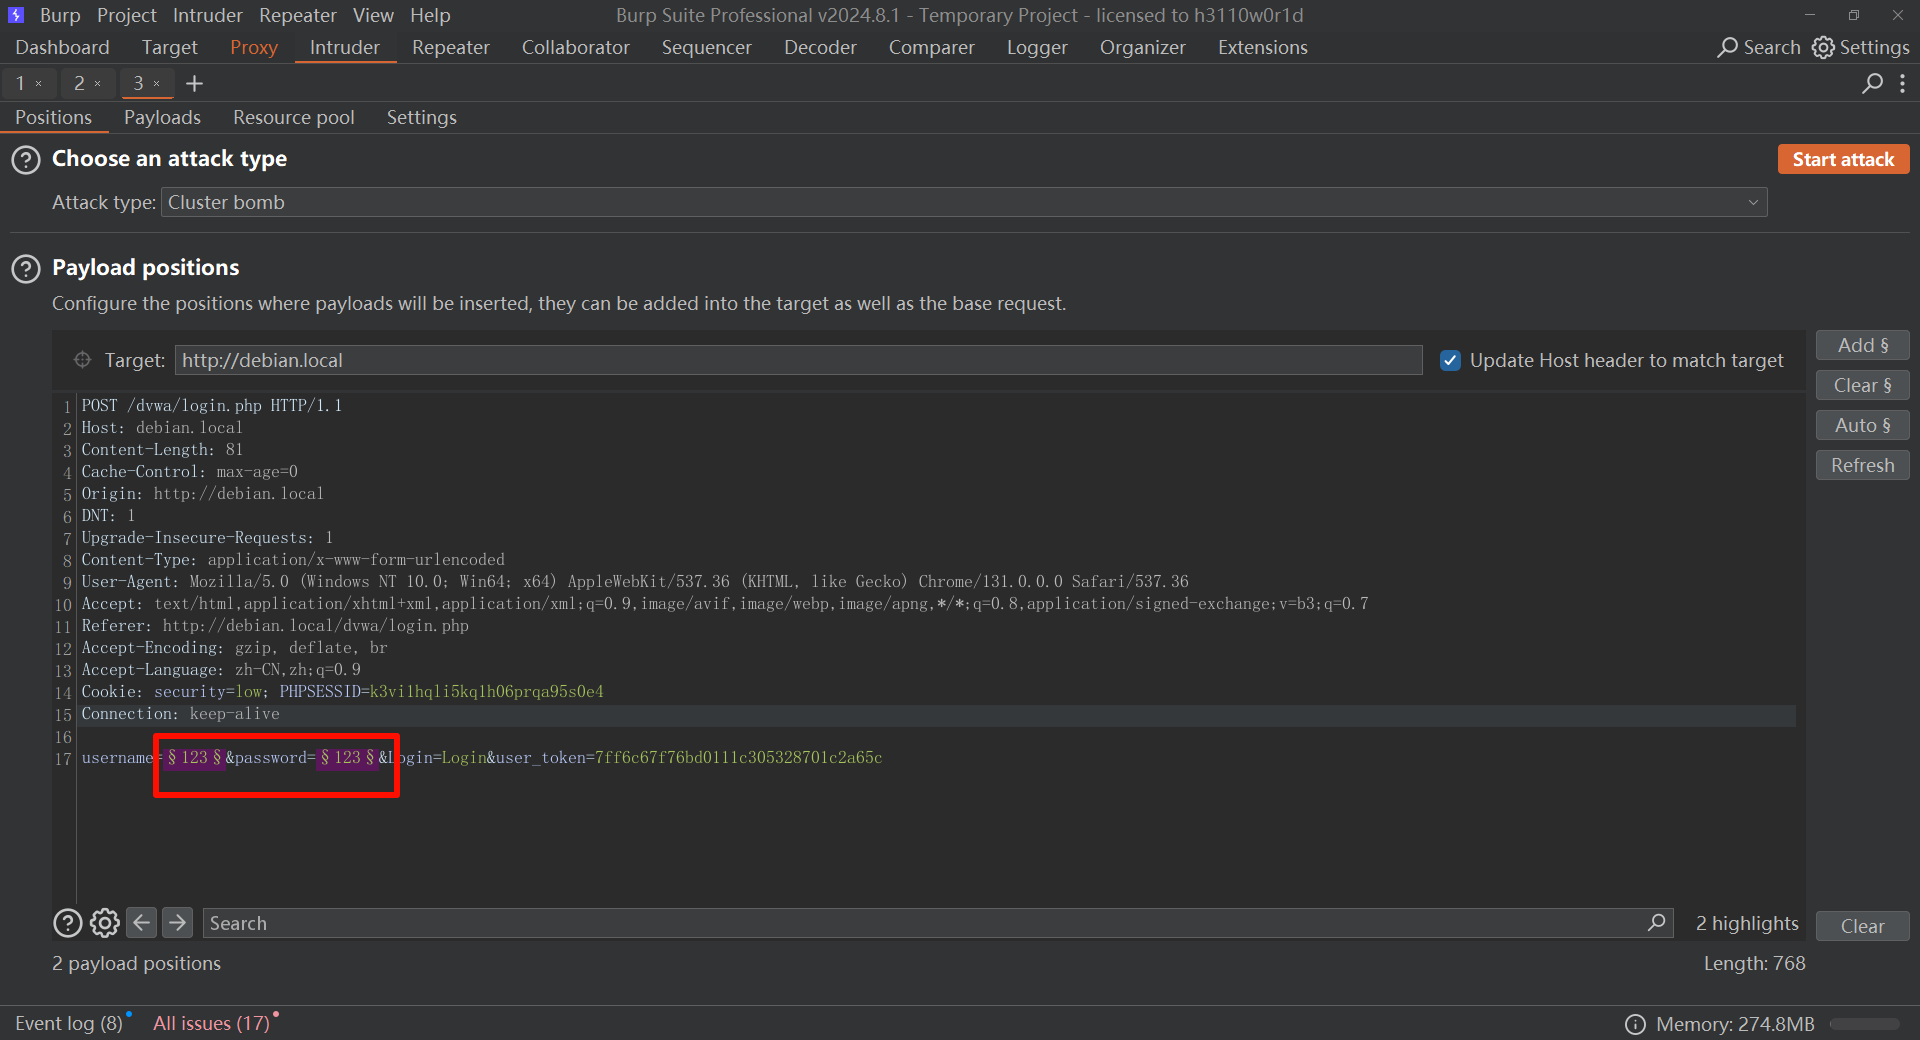 Burp Project Intruder Repeater View Help Burp Suite Professional v2024.8.1 - Temporary Project - licensed to h3110w0r1d
Dashboard Target Proxy Intruder Repeater Collaborator Sequencer Decoder Comparer Logger Organizer Extensions Search Settings
1 × 2 × 3 × +
Positions Payloads Resource pool Settings
? Choose an attack type Start attack
Attack type: Cluster bomb
? Payload positions
Configure the positions where payloads will be inserted, they can be added into the target as well as the base request.
Target: http://debian.local Update Host header to match target
Add §
Clear §
Auto §
Refresh
1 POST /dvwa/login.php HTTP/1.1
2 Host: debian.local
3 Content-Length: 81
4 Cache-Control: max-age=0
5 Origin: http://debian.local
6 DNT: 1
7 Upgrade-Insecure-Requests: 1
8 Content-Type: application/x-www-form-urlencoded
9 User-Agent: Mozilla/5.0 (Windows NT 10.0; Win64; x64) AppleWebKit/537.36 (KHTML, like Gecko) Chrome/131.0.0.0 Safari/537.36
10 Accept: text/html,application/xhtml+xml,application/xml;q=0.9,image/avif,image/webp,image/apng,*/*;q=0.8,application/signed-exchange;v=b3;q=0.7
11 Referer: http://debian.local/dvwa/login.php
12 Accept-Encoding: gzip, deflate, br
13 Accept-Language: zh-CN,zh;q=0.9
14 Cookie: security=low; PHPSESSID=k3vi1hqli5kq1h06prqa95s0e4
15 Connection: keep-alive
16
17 username=§123§&password=§123§&Login=Login&user_token=7ff6c67f76bd0111c305328701c2a65c
? Search 2 highlights Clear
2 payload positions Length: 768
Event log (8) All issues (17) Memory: 274.8MB